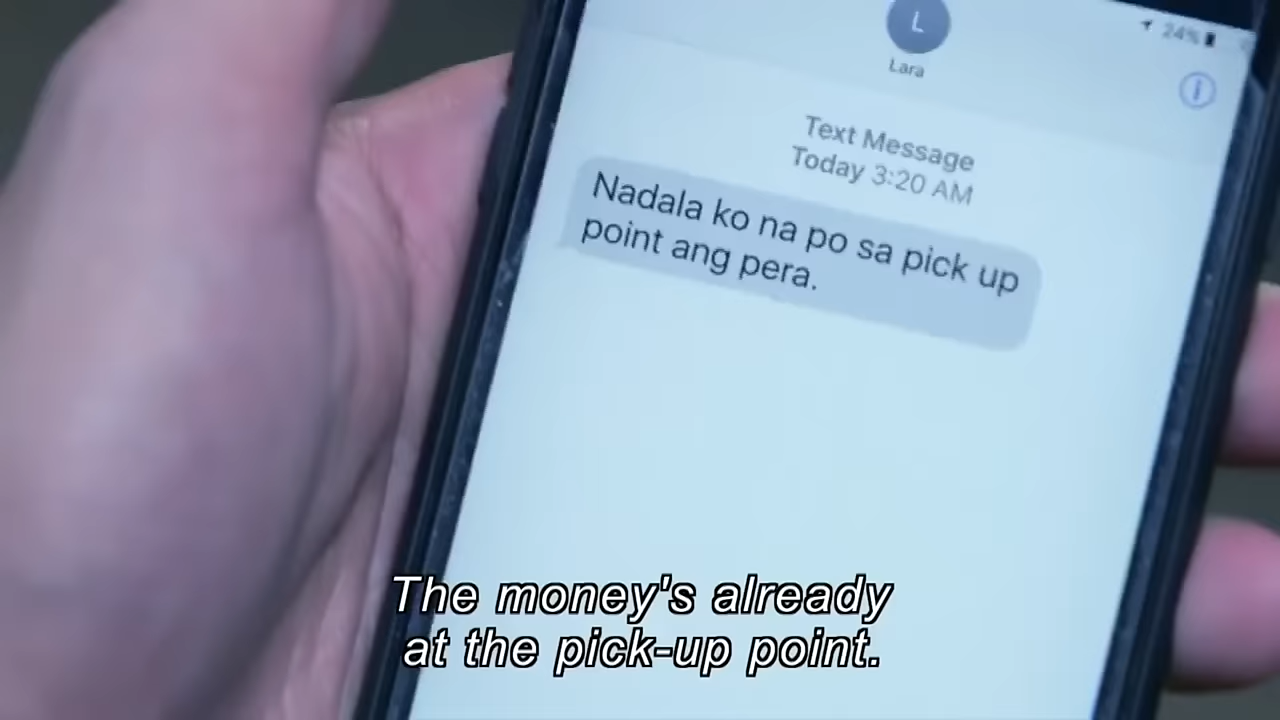 L
24%
Lara
Text Message
Today 3:20 AM
Nadala ko na po sa pick up
point ang pera.
The money's already
at the pick-up point.